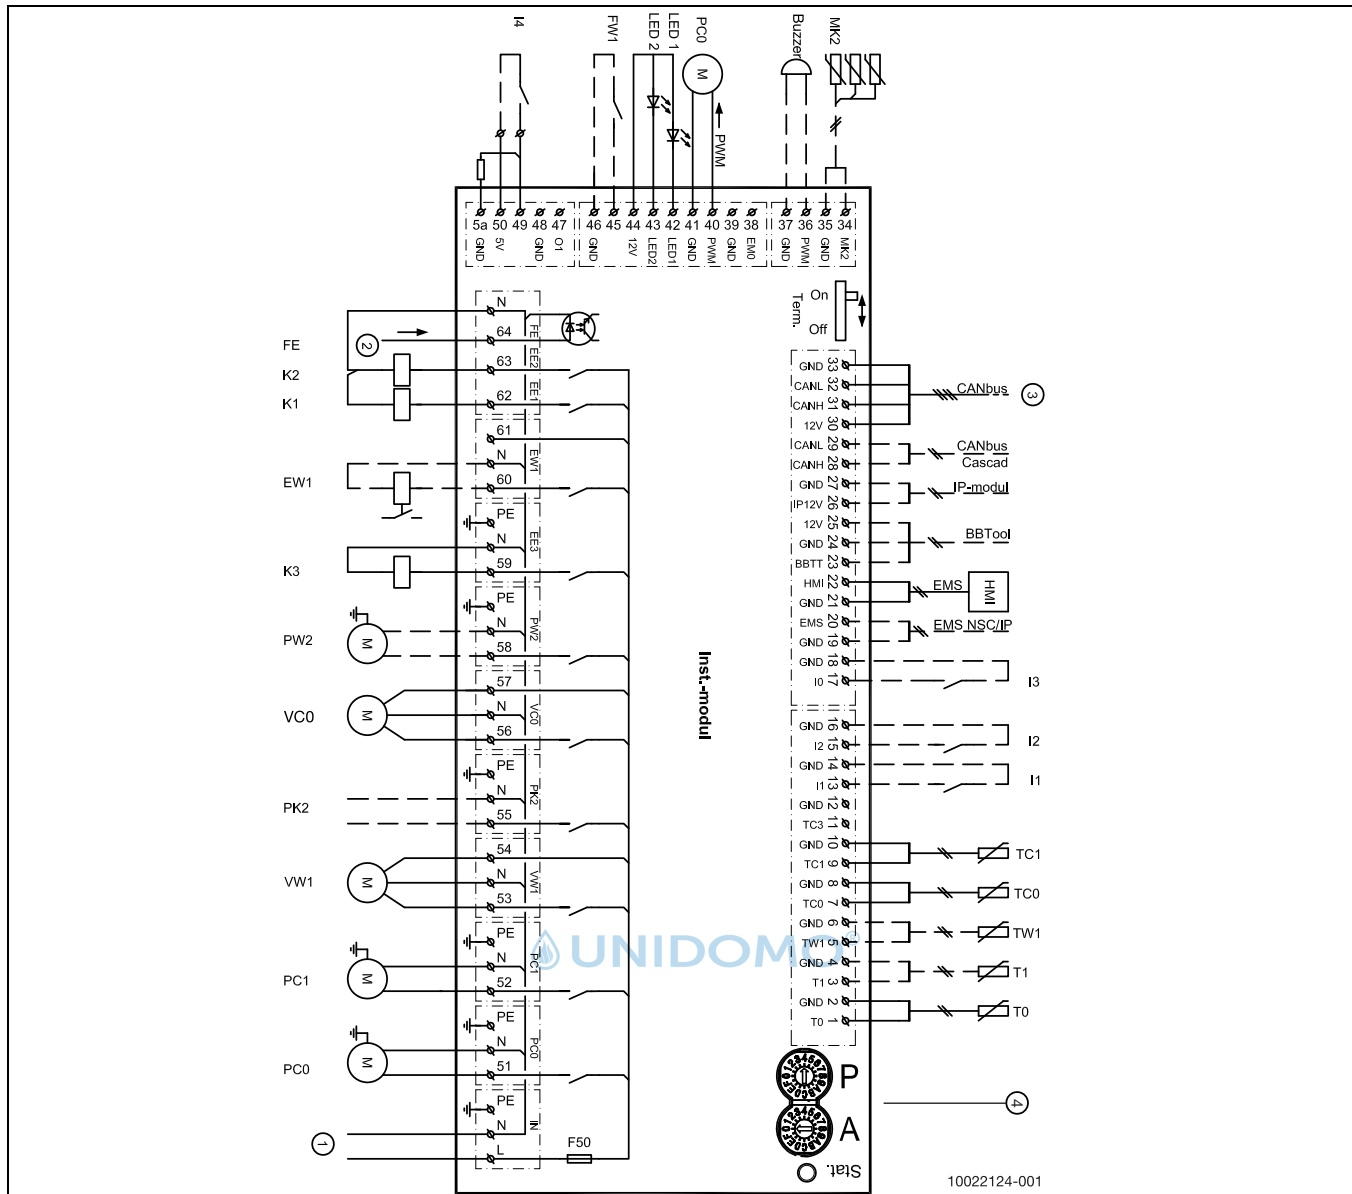 I4
FW1
LED 2
LED 1
PC0
Buzzer
MK2
M
PWM
5a 50 49 48 47 46 45 44 43 42 41 40 39 38 37 36 35 34
GND 5V GND O1 GND 12V LED2 LED1 GND PWM GND EM0 GND PWM GND MK2
Term.
On
Off
N
64
63
62
FE EE2 EE1
FE
2
K2
K1
61
N
60
EW1
EW1
PE
N
59
EE3
K3
PE
N
58
PW2
PW2
M
57
N
56
VC0
VC0
M
PE
N
55
PK2
PK2
54
N
53
VW1
VW1
M
PE
N
52
PC1
PC1
M
PE
N
51
PC0
PC0
M
PE
N
L
IN
1
F50
Inst.-modul
GND 33
CANL 32
CANH 31
12V 30
CANbus
3
CANL 29
CANH 28
CANbus
Cascad
GND 27
IP12V 26
IP-modul
12V 25
GND 24
BBTT 23
BBTool
HMI 22
GND 21
EMS
HMI
EMS 20
GND 19
EMS NSC/IP
GND 18
I0 17
I3
GND 16
I2 15
I2
GND 14
I1 13
I1
GND 12
TC3 11
GND 10
TC1 9
TC1
GND 8
TC0 7
TC0
GND 6
TW1 5
TW1
GND 4
T1 3
T1
GND 2
T0 1
T0
UNIDOMO®
0123456789ABCDEF
P
0123456789ABCDEF
A
4
Stat.
10022124-001